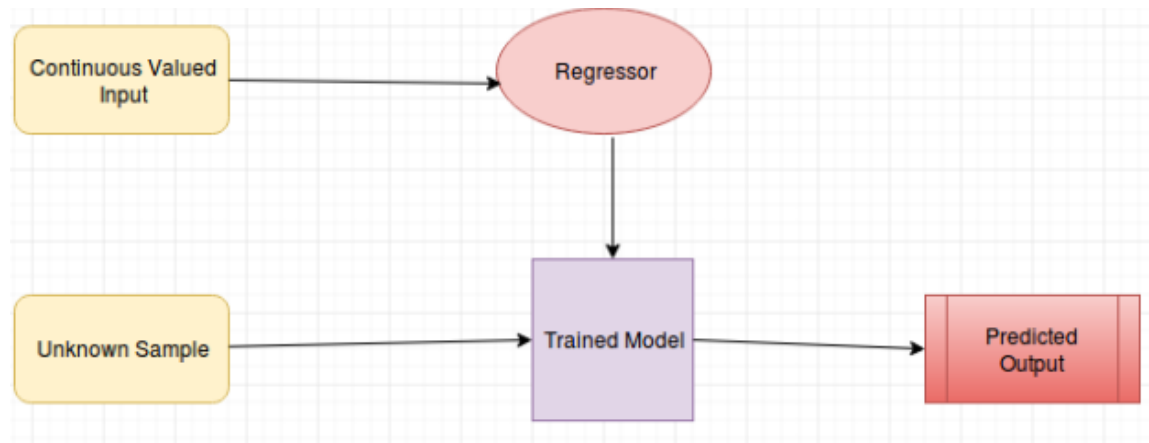 Continuous Valued
Input
Regressor
Unknown Sample
Trained Model
Predicted
Output